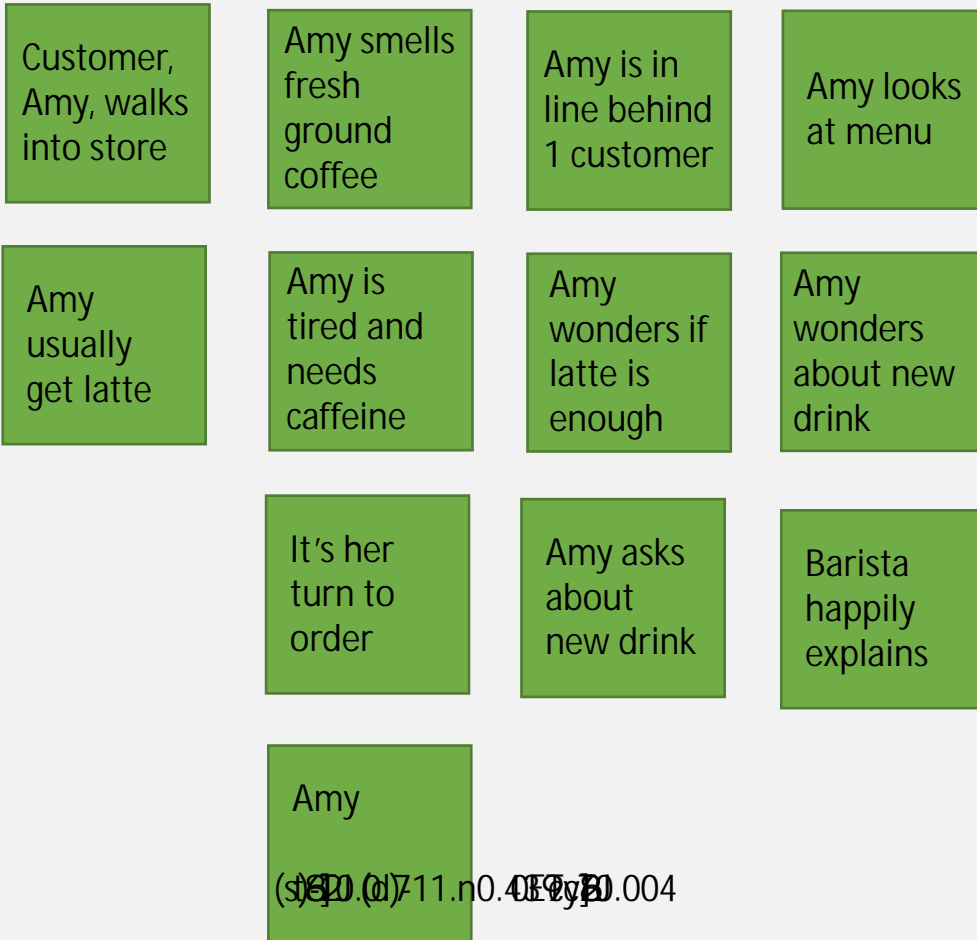 Customer,
Amy, walks
into store
Amy smells
fresh
ground
coffee
Amy is in
line behind
1 customer
Amy looks
at menu
Amy
usually
get latte
Amy is
tired and
needs
caffeine
Amy
wonders if
latte is
enough
Amy
wonders
about new
drink
It's her
turn to
order
Amy asks
about
new drink
Barista
happily
explains
Amy